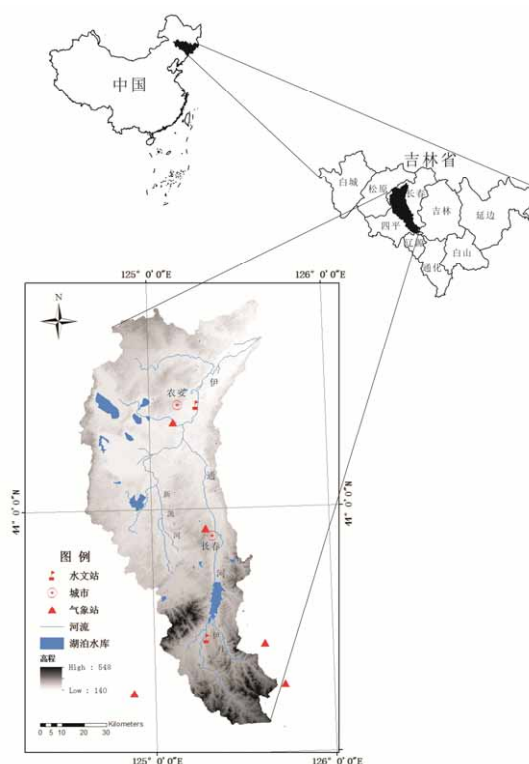 中国
吉林省
白城
松原
长春
吉林
延边
四平
辽源
白山
通化
125° 0′0″E
126° 0′0″E
N
农安
伊
通
河
新凯河
44° 0′0″N
44° 0′0″N
长春
伊丹
图 例
水文站
城市
气象站
河流
湖泊水库
高程
High : 540
Low : 140
0 5 10 20 30 Kilometers
125° 0′0″E
126° 0′0″E